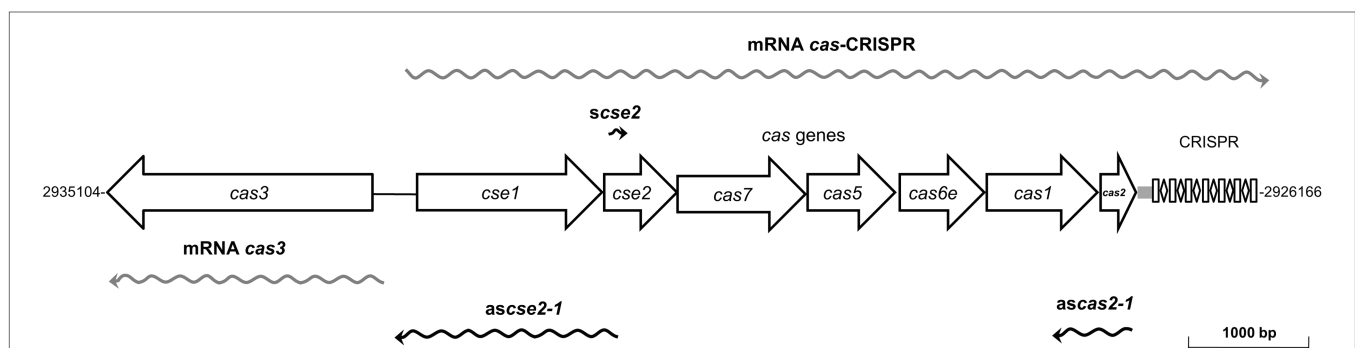 mRNA cas-CRISPR
scse2
cas genes
CRISPR
2935104-
cas3
cse1
cse2
cas7
cas5
cas6e
cas1
cas2
-2926166
mRNA cas3
ascse2-1
ascas2-1
1000 bp